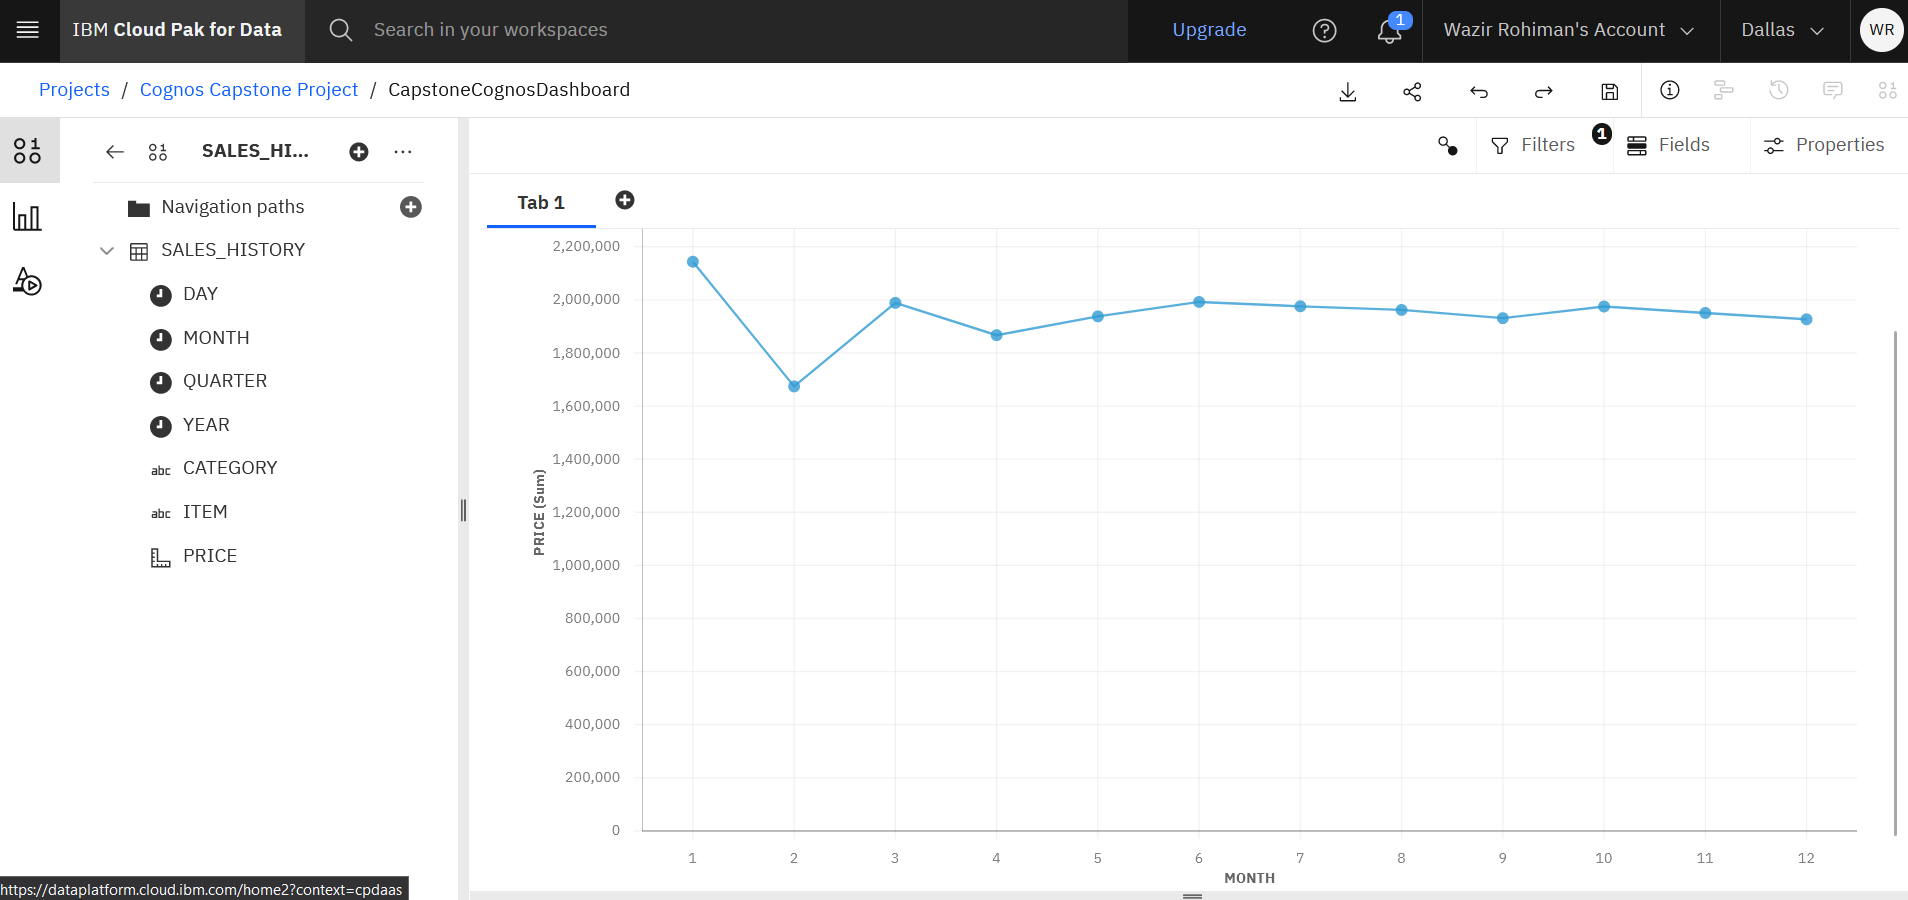 IBM Cloud Pak for Data
Search in your workspaces
Upgrade
1
Wazir Rohiman's Account
Dallas
WR
Projects / Cognos Capstone Project / CapstoneCognosDashboard
SALES_HI...
Filters
1
Fields
Properties
Tab 1
Navigation paths
SALES_HISTORY
DAY
MONTH
QUARTER
YEAR
abc CATEGORY
abc ITEM
PRICE
PRICE (Sum)
2,200,000
2,000,000
1,800,000
1,600,000
1,400,000
1,200,000
1,000,000
800,000
600,000
400,000
200,000
0
1 2 3 4 5 6 7 8 9 10 11 12
MONTH
https://dataplatform.cloud.ibm.com/home2?context=cpdaas